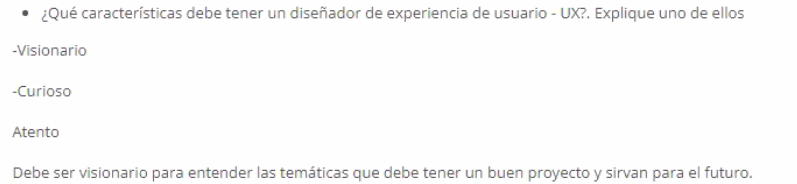 • ¿Qué características debe tener un diseñador de experiencia de usuario - UX?. Explique uno de ellos
-Visionario
-Curioso
Atento
Debe ser visionario para entender las temáticas que debe tener un buen proyecto y sirvan para el futuro.